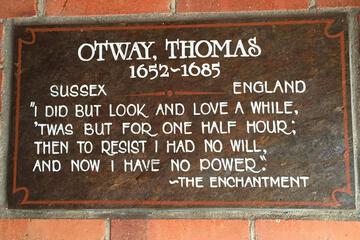 OTWAY, THOMAS
1652~1685
SUSSEX ENGLAND
"I DID BUT LOOK AND LOVE A WHILE,
'TWAS BUT FOR ONE HALF HOUR;
THEN TO RESIST I HAD NO WILL,
AND NOW I HAVE NO POWER."
~THE ENCHANTMENT